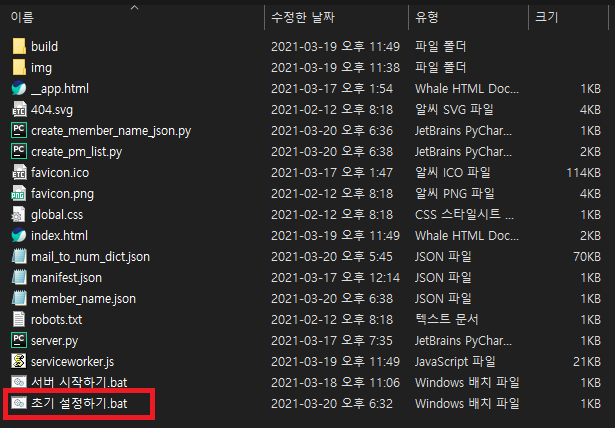 이름 수정한 날짜 유형 크기
build 2021-03-19 오후 11:49 파일 폴더
img 2021-03-19 오후 11:38 파일 폴더
__app.html 2021-03-17 오후 1:54 Whale HTML Doc... 1KB
404.svg 2021-02-12 오후 8:18 알씨 SVG 파일 4KB
create_member_name_json.py 2021-03-20 오후 6:36 JetBrains PyChar... 1KB
create_pm_list.py 2021-03-20 오후 6:38 JetBrains PyChar... 2KB
favicon.ico 2021-03-17 오후 1:47 알씨 ICO 파일 114KB
favicon.png 2021-02-12 오후 8:18 알씨 PNG 파일 4KB
global.css 2021-02-12 오후 8:18 CSS 스타일시트 ... 1KB
index.html 2021-03-19 오후 11:49 Whale HTML Doc... 2KB
mail_to_num_dict.json 2021-03-20 오후 5:45 JSON 파일 70KB
manifest.json 2021-03-17 오후 12:14 JSON 파일 1KB
member_name.json 2021-03-20 오후 6:38 JSON 파일 1KB
robots.txt 2021-02-12 오후 8:18 텍스트 문서 1KB
server.py 2021-03-17 오후 7:35 JetBrains PyChar... 1KB
serviceworker.js 2021-03-19 오후 11:49 JavaScript 파일 21KB
서버 시작하기.bat 2021-03-18 오후 11:06 Windows 배치 파일 1KB
초기 설정하기.bat 2021-03-20 오후 6:32 Windows 배치 파일 1KB